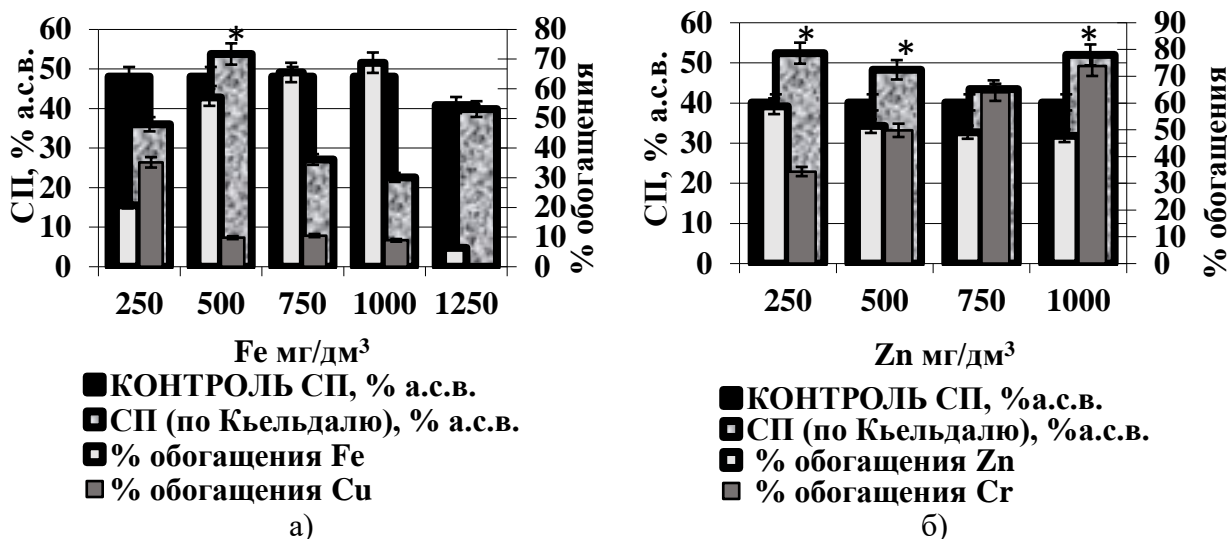 СП, % а.с.в.
60
50
40
30
20
10
0
*
80
70
60
50
40
30
20
10
0
% обогащения
250 500 750 1000 1250
Fe мг/дм³
КОНТРОЛЬ СП, % а.с.в.
СП (по Кьельдалю), % а.с.в.
% обогащения Fe
% обогащения Cu
а)
СП, % а.с.в.
60
50
40
30
20
10
0
* * *
90
80
70
60
50
40
30
20
10
0
% обогащения
250 500 750 1000
Zn мг/дм³
КОНТРОЛЬ СП, %а.с.в.
СП (по Кьельдалю), %а.с.в.
% обогащения Zn
% обогащения Cr
б)